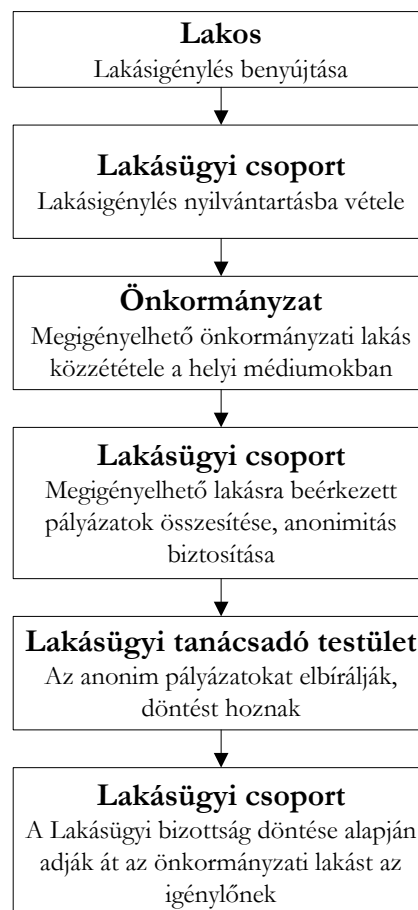 Lakos
Lakásigénylés benyújtása
Lakásügyi csoport
Lakásigénylés nyilvántartásba vétele
Önkormányzat
Megigényelhető önkormányzati lakás
közzététele a helyi médiumokban
Lakásügyi csoport
Megigényelhető lakásra beérkezett
pályázatok összesítése, anonimitás
biztosítása
Lakásügyi tanácsadó testület
Az anonim pályázatokat elbírálják,
döntést hoznak
Lakásügyi csoport
A Lakásügyi bizottság döntése alapján
adják át az önkormányzati lakást az
igénylőnek